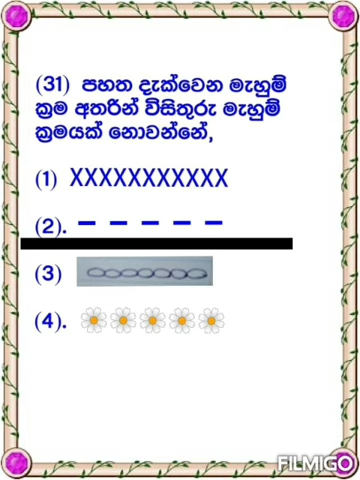 (31) පහත දැක්වෙන මැහුම්
ක්‍රම අතරින් විසිතුරු මැහුම්
ක්‍රමයක් නොවන්නේ,
(1) XXXXXXXXXXX
(2). – – – – –
(3)
(4).
FILMIGO